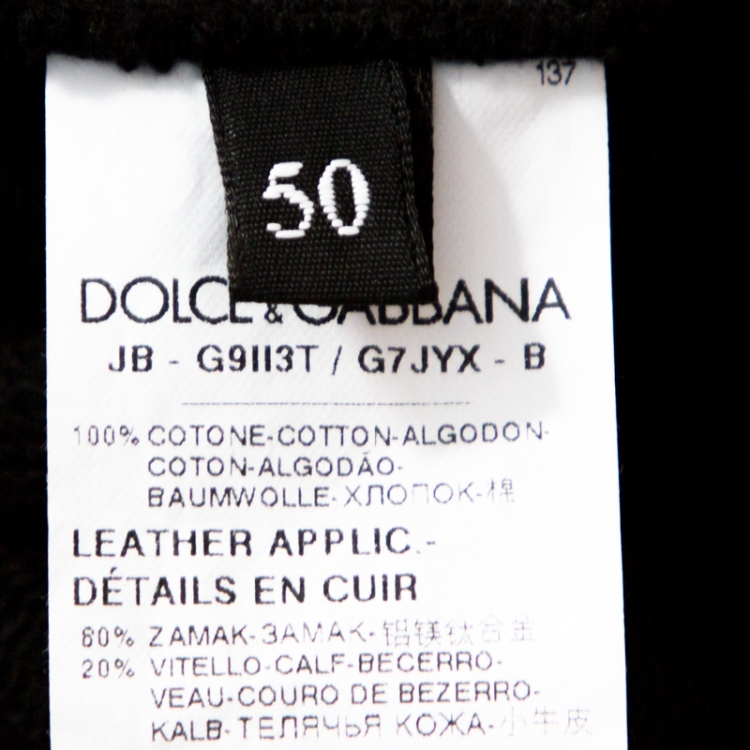 137
50
DOLCE & GABBANA
JB - G9II3T / G7JYX - B
100% COTONE-COTTON-ALGODON-
COTON-ALGODÃO-
BAUMWOLLE-ХЛОПОК-棉
LEATHER APPLIC.-
DÉTAILS EN CUIR
80% ZAMAK-ЗАМАК-铝镁钛合金
20% VITELLO-CALF-BECERRO-
VEAU-COURO DE BEZERRO-
KALB-ТЕЛЯЧЬЯ КОЖА-小牛皮